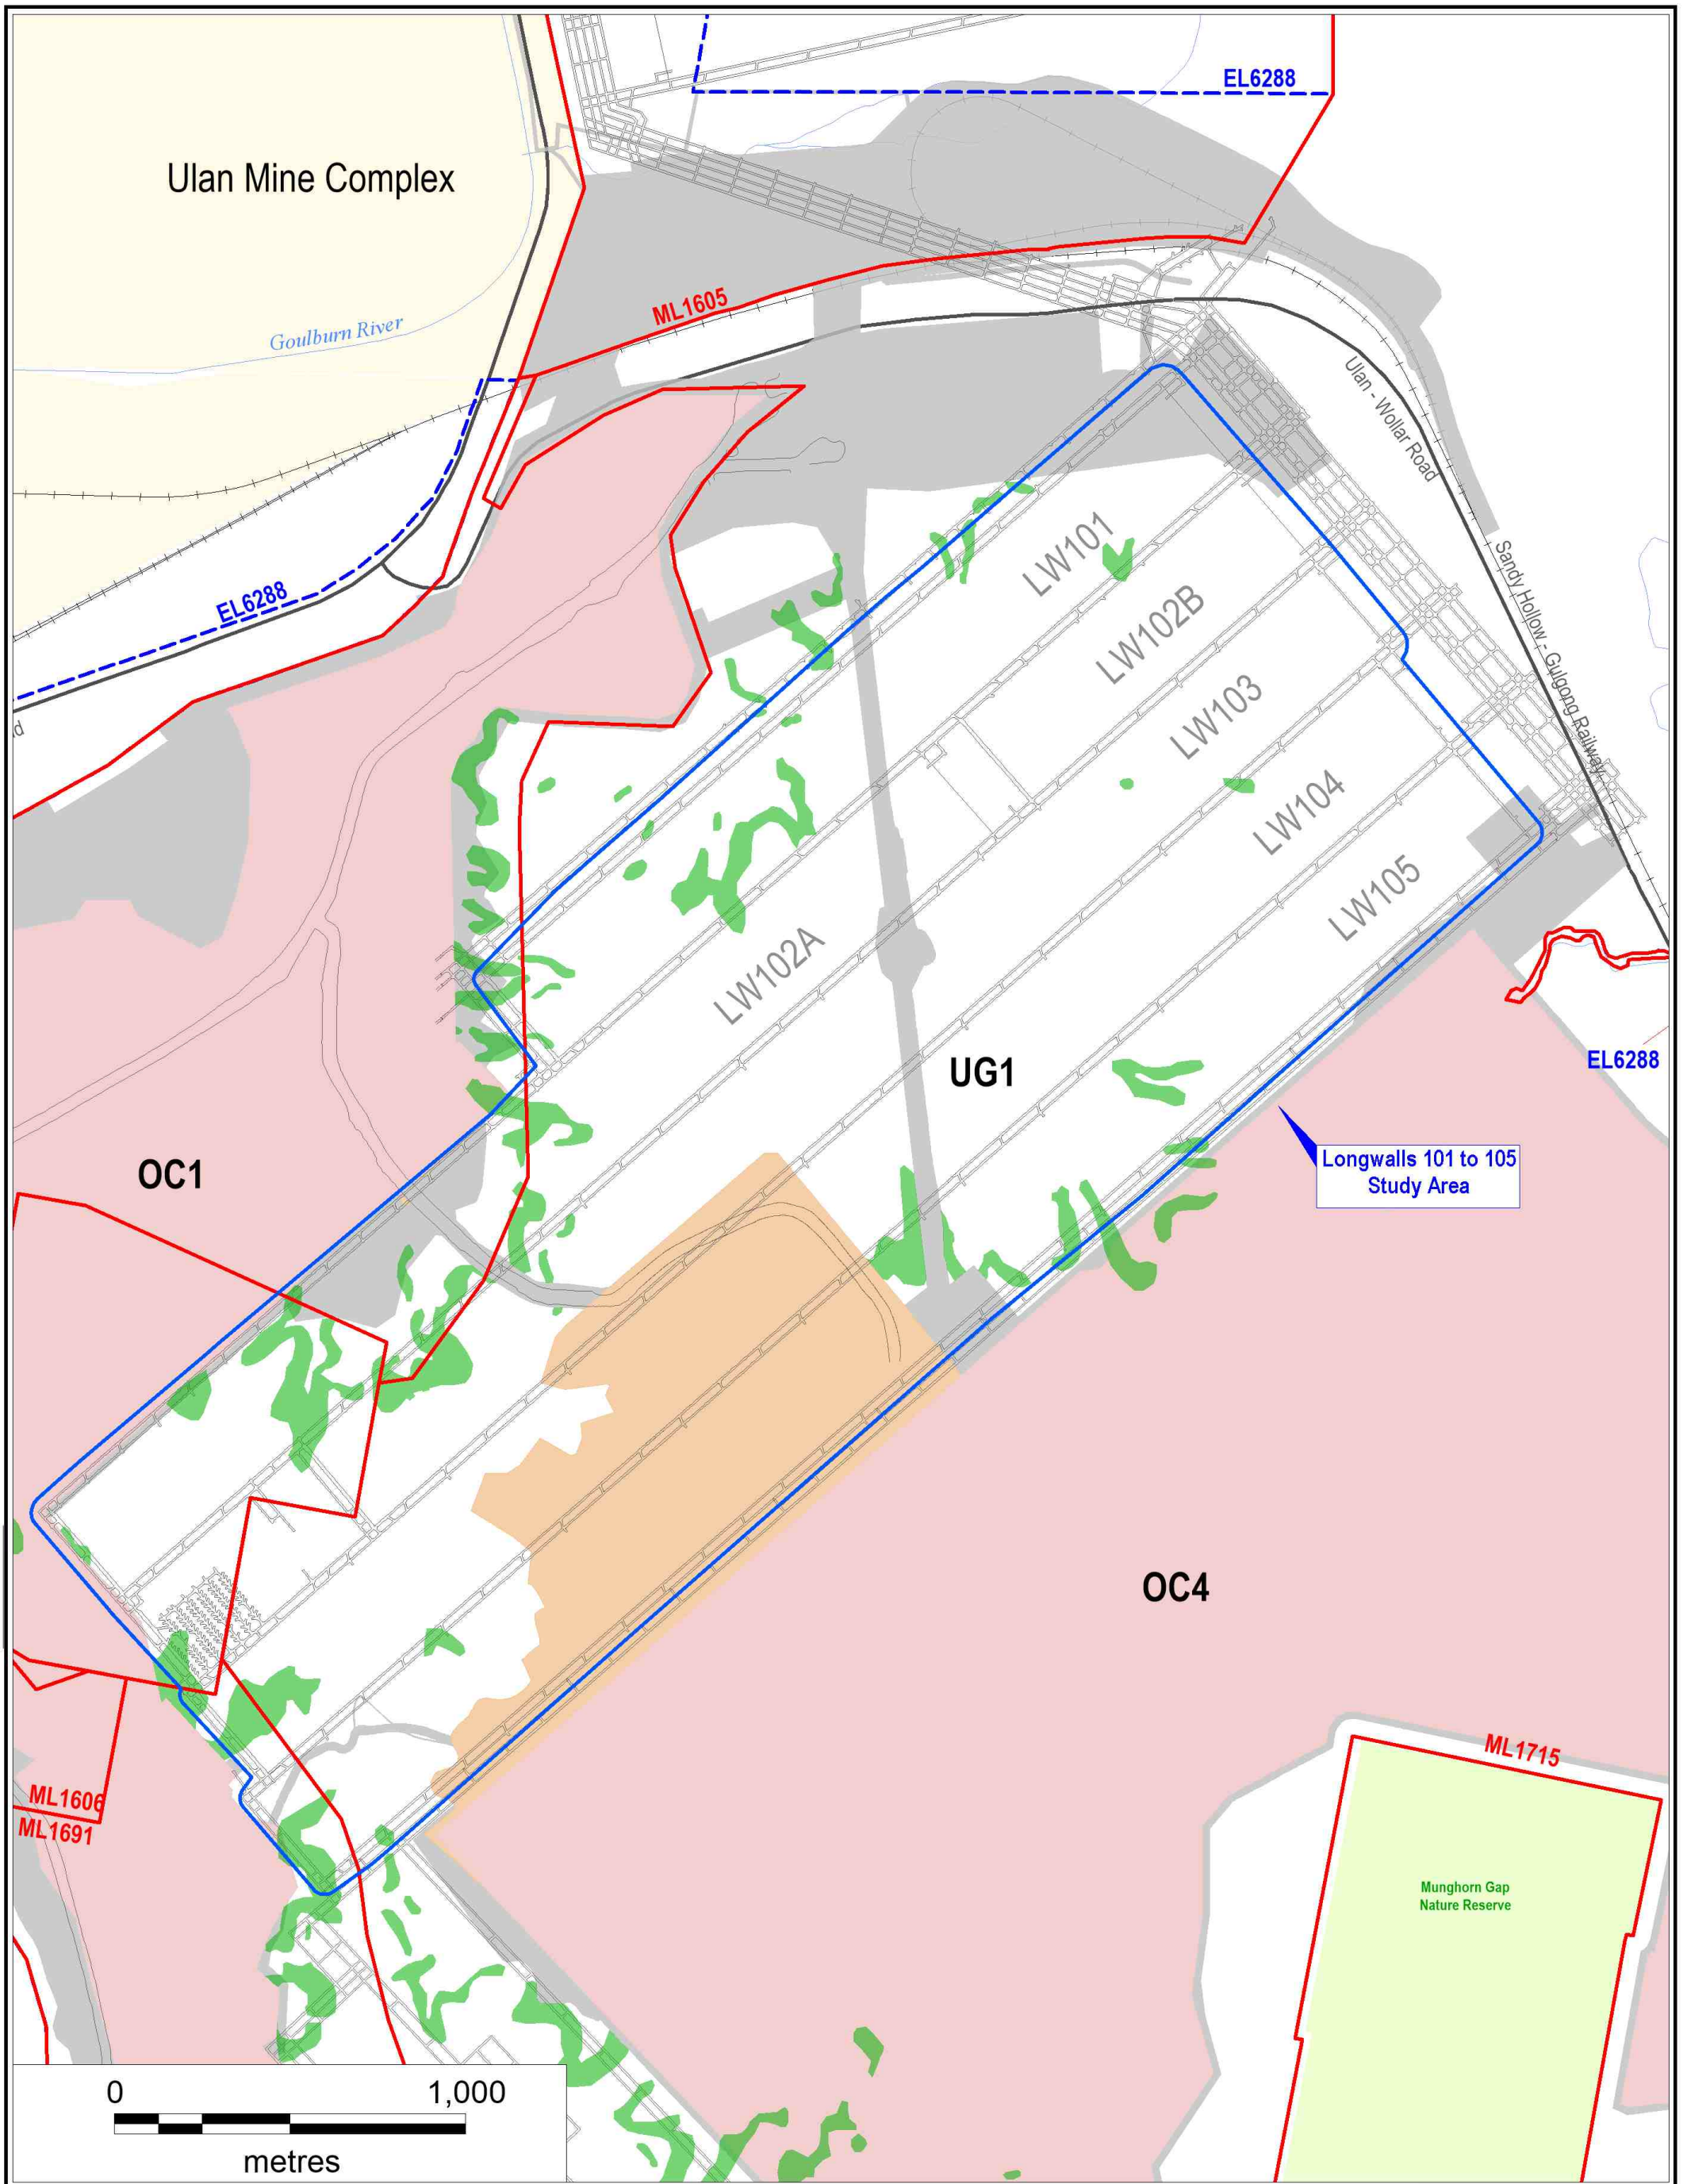 EL6288
Ulan Mine Complex
ML1605
Goulburn River
Ulan - Wollar Road
EL6288
LW101
LW102B
Sandy Hollow - Gulgong Railway
LW103
d
LW104
LW105
LW102A
UG1
EL6288
OC1
Longwalls 101 to 105
Study Area
OC4
ML1715
ML1606
ML1691
Munghorn Gap
Nature Reserve
0 1,000
metres